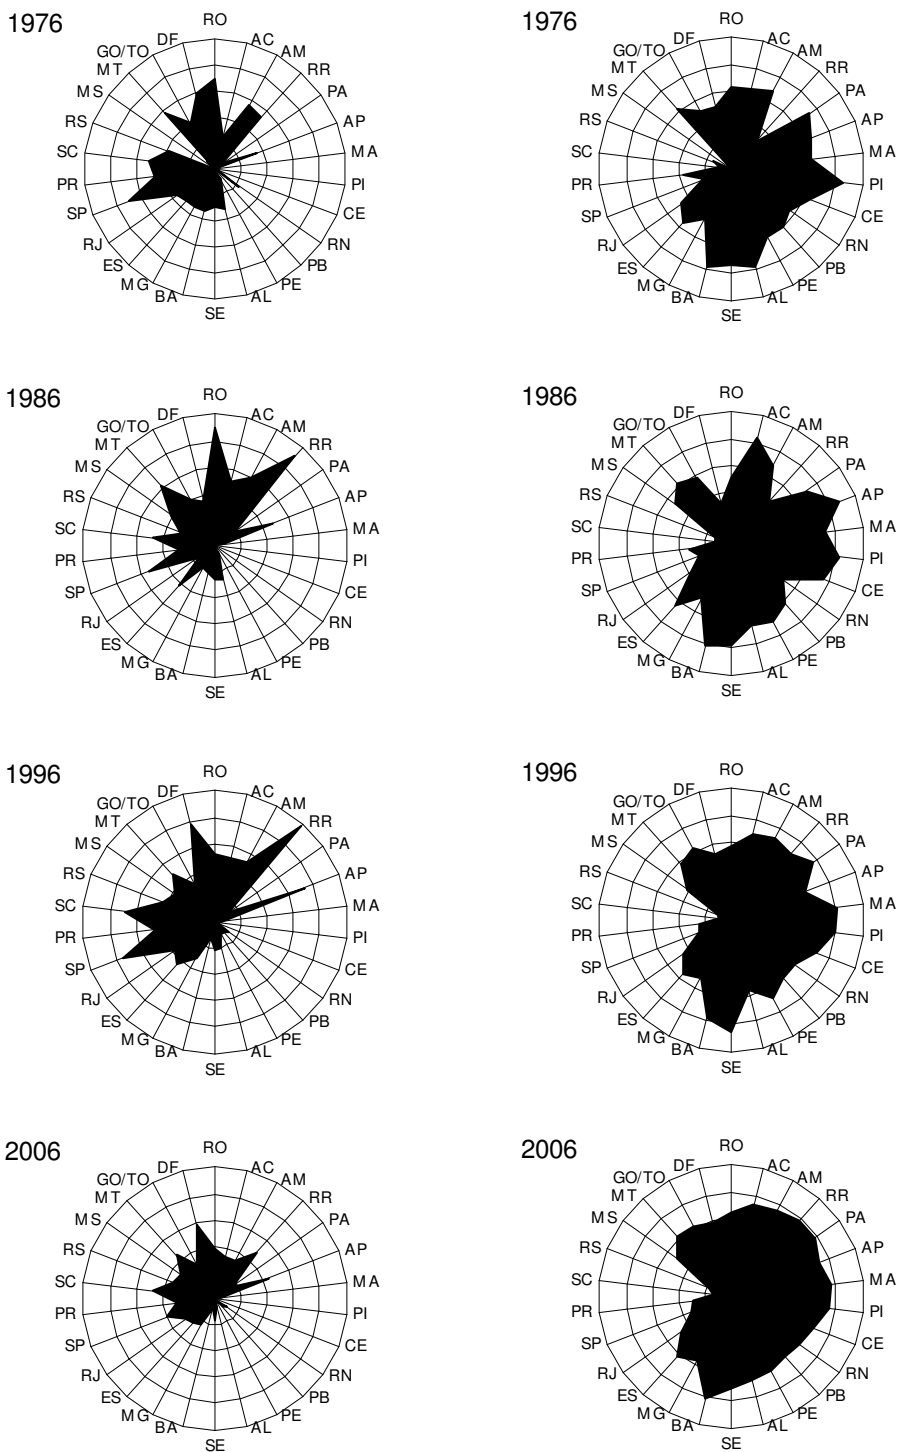 1976
RO
AC
AM
RR
PA
AP
MA
PI
CE
RN
PB
PE
AL
SE
BA
MG
ES
RJ
SP
PR
SC
RS
MS
MT
GO/TO
DF
1976
RO
AC
AM
RR
PA
AP
MA
PI
CE
RN
PB
PE
AL
SE
BA
MG
ES
RJ
SP
PR
SC
RS
MS
MT
GO/TO
DF
1986
RO
AC
AM
RR
PA
AP
MA
PI
CE
RN
PB
PE
AL
SE
BA
MG
ES
RJ
SP
PR
SC
RS
MS
MT
GO/TO
DF
1986
RO
AC
AM
RR
PA
AP
MA
PI
CE
RN
PB
PE
AL
SE
BA
MG
ES
RJ
SP
PR
SC
RS
MS
MT
GO/TO
DF
1996
RO
AC
AM
RR
PA
AP
MA
PI
CE
RN
PB
PE
AL
SE
BA
MG
ES
RJ
SP
PR
SC
RS
MS
MT
GO/TO
DF
1996
RO
AC
AM
RR
PA
AP
MA
PI
CE
RN
PB
PE
AL
SE
BA
MG
ES
RJ
SP
PR
SC
RS
MS
MT
GO/TO
DF
2006
RO
AC
AM
RR
PA
AP
MA
PI
CE
RN
PB
PE
AL
SE
BA
MG
ES
RJ
SP
PR
SC
RS
MS
MT
GO/TO
DF
2006
RO
AC
AM
RR
PA
AP
MA
PI
CE
RN
PB
PE
AL
SE
BA
MG
ES
RJ
SP
PR
SC
RS
MS
MT
GO/TO
DF